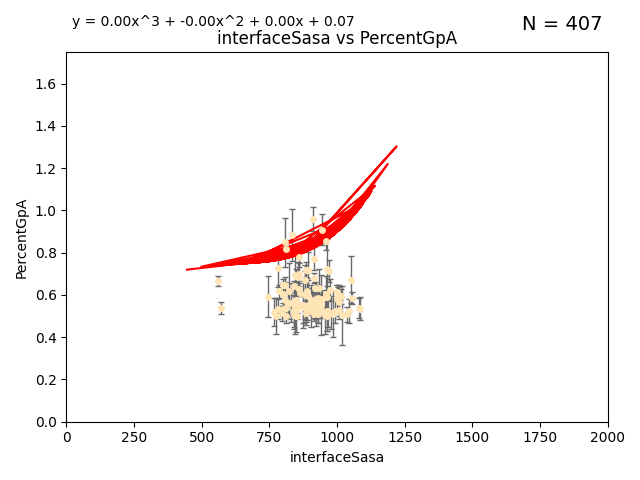 y = 0.00x^3 + -0.00x^2 + 0.00x + 0.07
N = 407
interfaceSasa vs PercentGpA
PercentGpA
1.6
1.4
1.2
1.0
0.8
0.6
0.4
0.2
0.0
0 250 500 750 1000 1250 1500 1750 2000
interfaceSasa